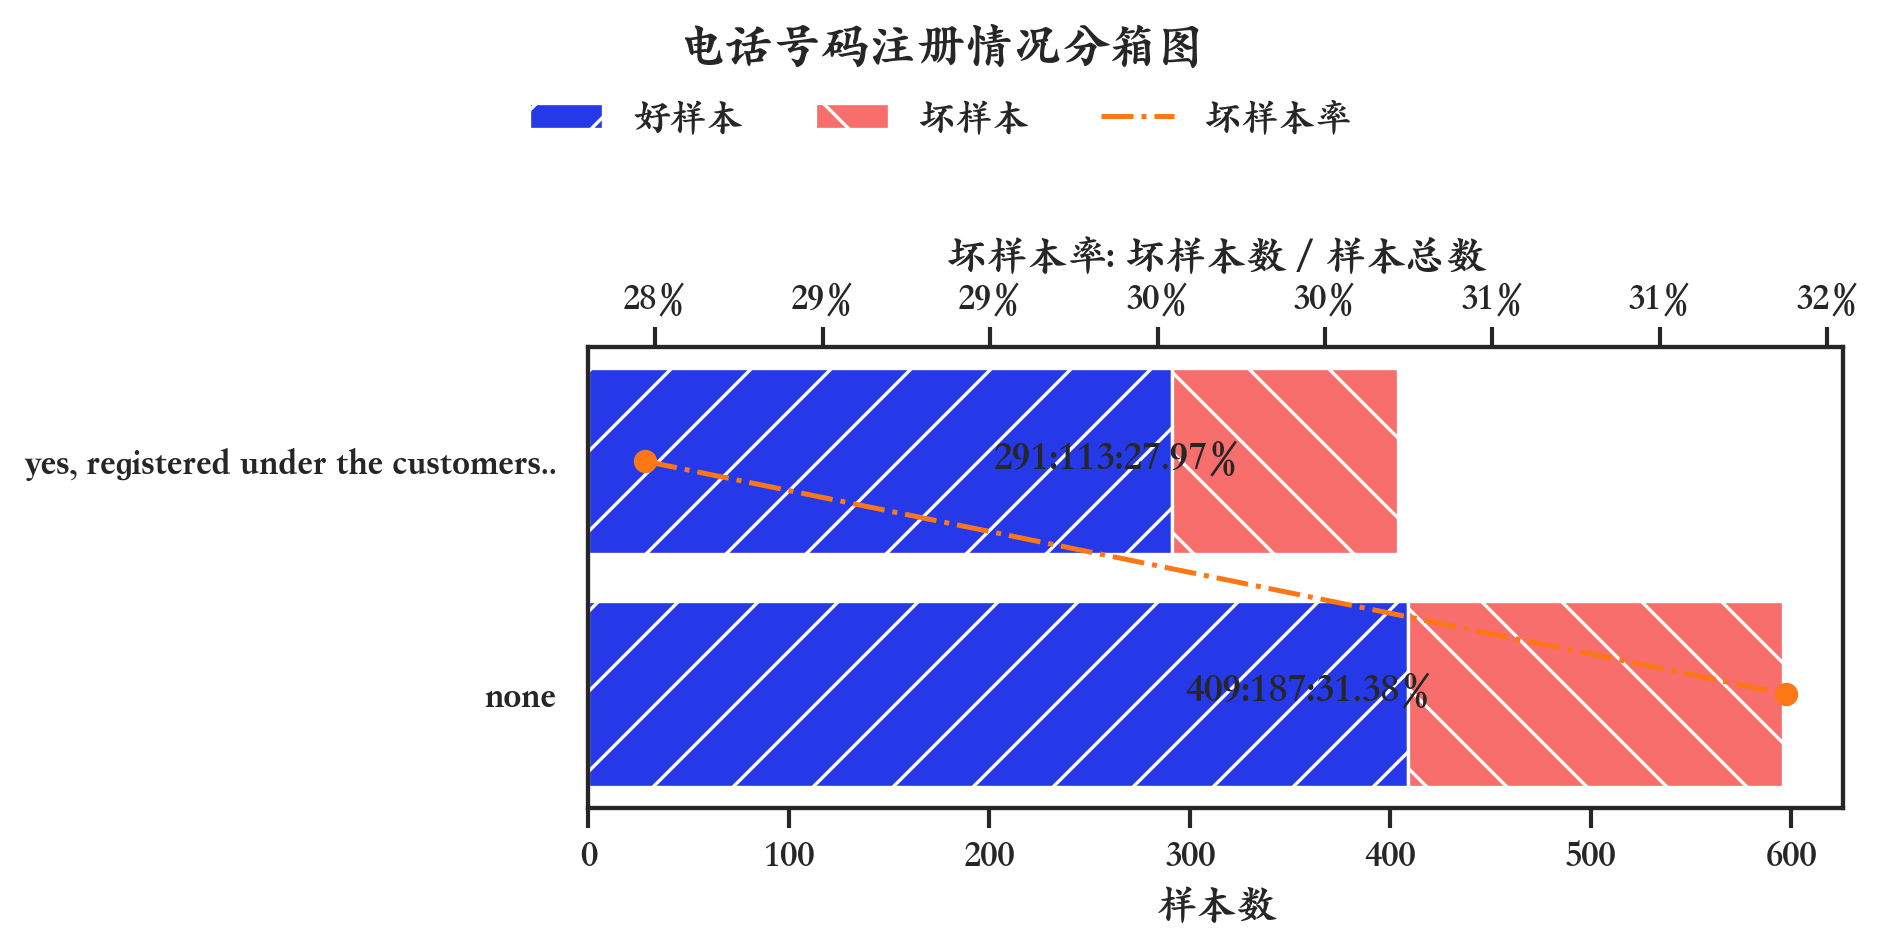 电话号码注册情况分箱图
好样本 坏样本 坏样本率
坏样本率: 坏样本数 / 样本总数
28% 29% 29% 30% 30% 31% 31% 32%
yes, registered under the customers..
291:113:27.97%
none
409:187:31.38%
0 100 200 300 400 500 600
样本数